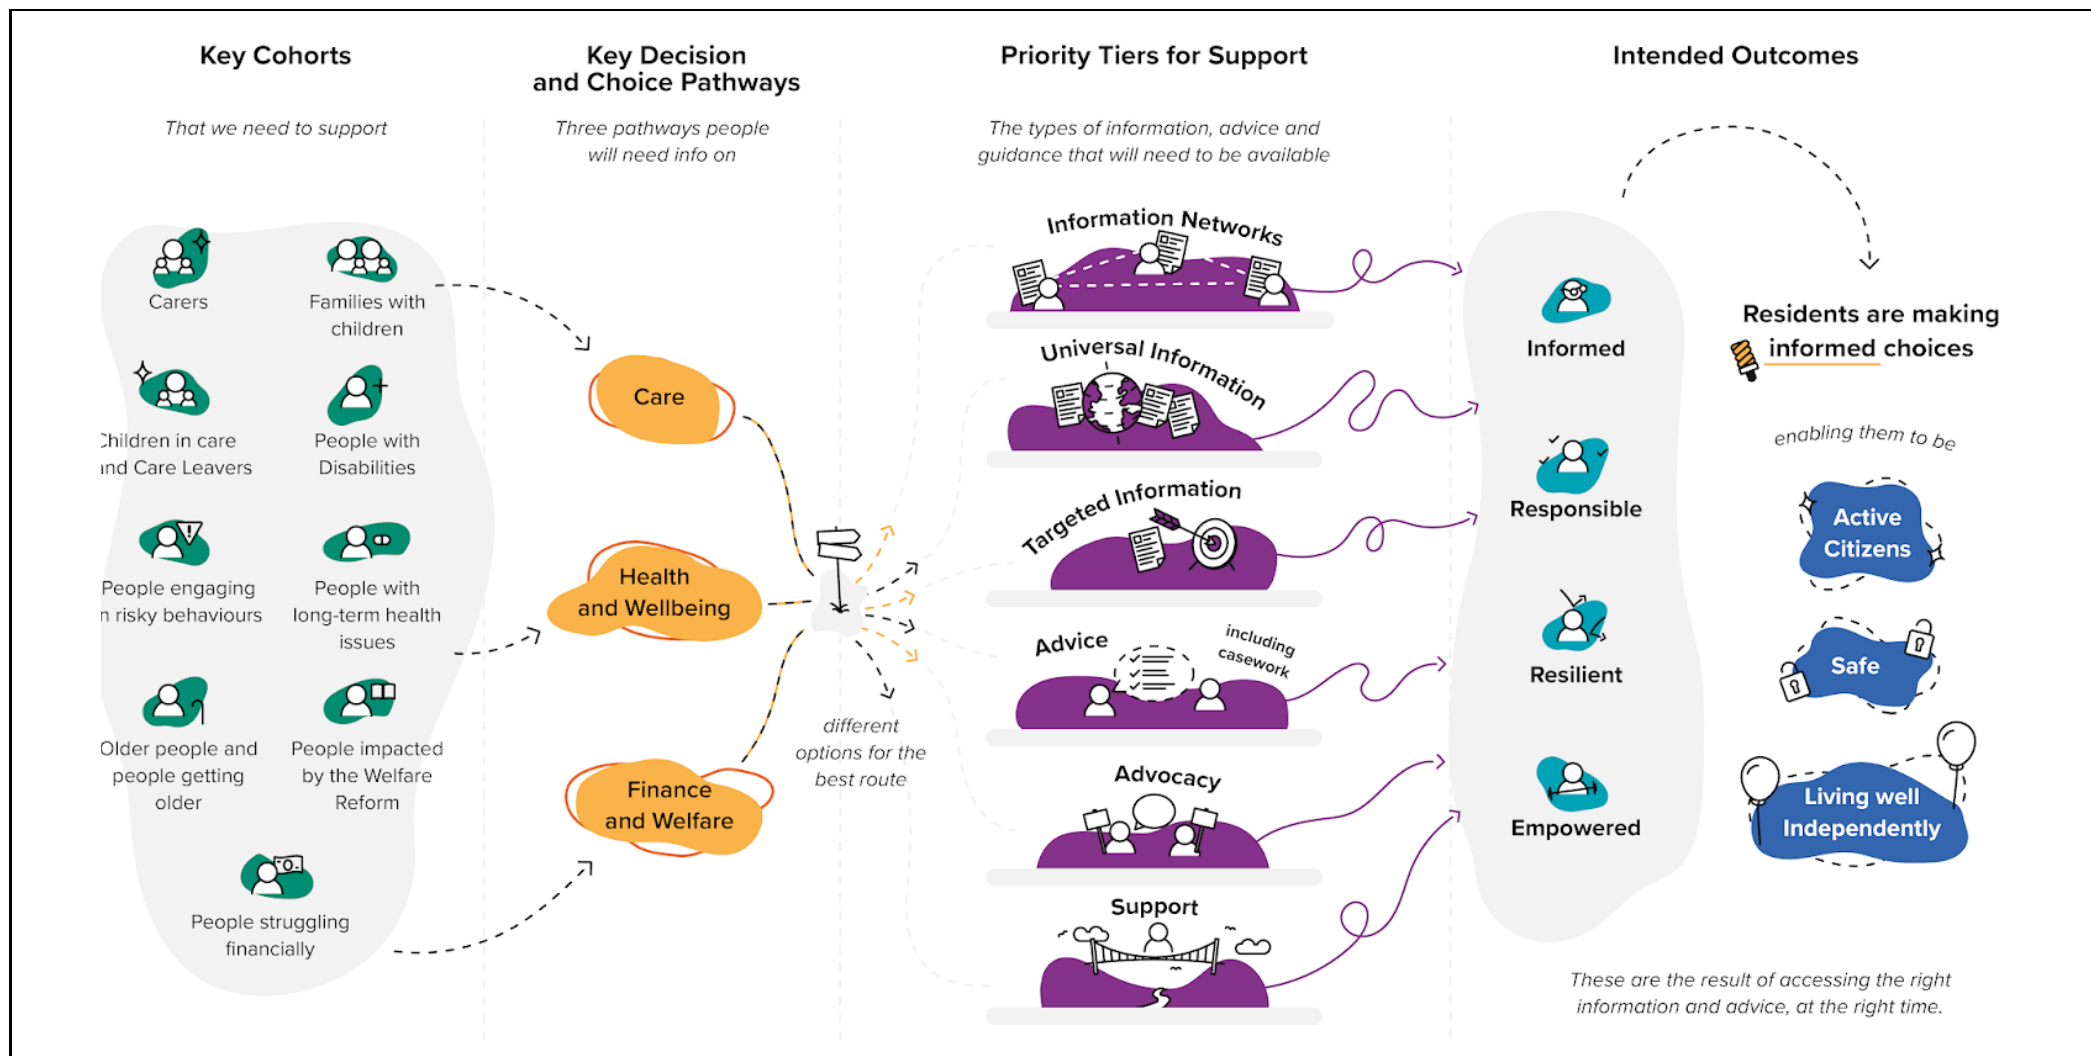 Key Cohorts
That we need to support
Carers
Families with
children
Children in care
and Care Leavers
People with
Disabilities
People engaging
n risky behaviours
People with
long-term health
issues
Older people and
people getting
older
People impacted
by the Welfare
Reform
People struggling
financially
Key Decision
and Choice Pathways
Three pathways people
will need info on
Care
Health
and Wellbeing
Finance
and Welfare
different
options for the
best route
Priority Tiers for Support
The types of information, advice and
guidance that will need to be available
Information Networks
Universal Information
Targeted Information
Advice
including
casework
Advocacy
Support
Intended Outcomes
Informed
Responsible
Resilient
Empowered
Residents are making
informed choices
enabling them to be
Active
Citizens
Safe
Living well
Independently
These are the result of accessing the right
information and advice, at the right time.